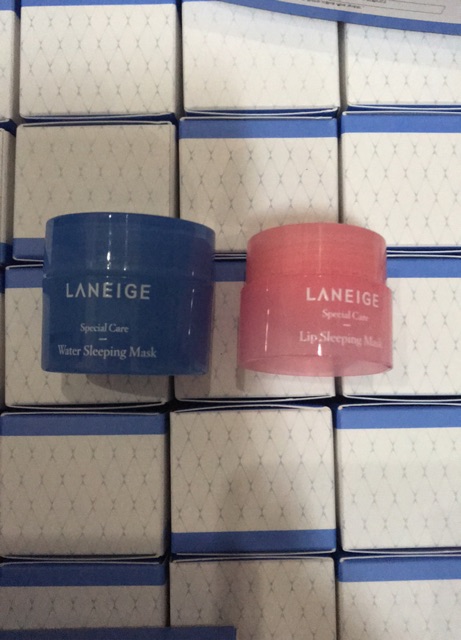 LANEIGE
Special Care
Water Sleeping Mask
LANEIGE
Special Care
Lip Sleeping Mask